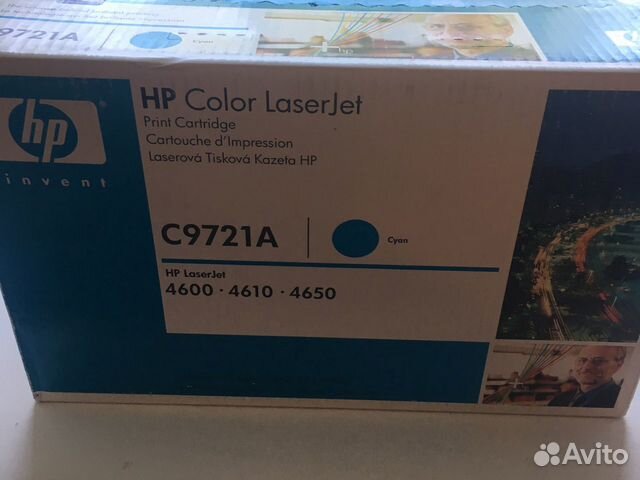 C9721A
Cyan
hp
invent
HP Color LaserJet
Print Cartridge
Cartouche d'Impression
Laserová Tisková Kazeta HP
C9721A
Cyan
HP LaserJet
4600 · 4610 · 4650
Avito